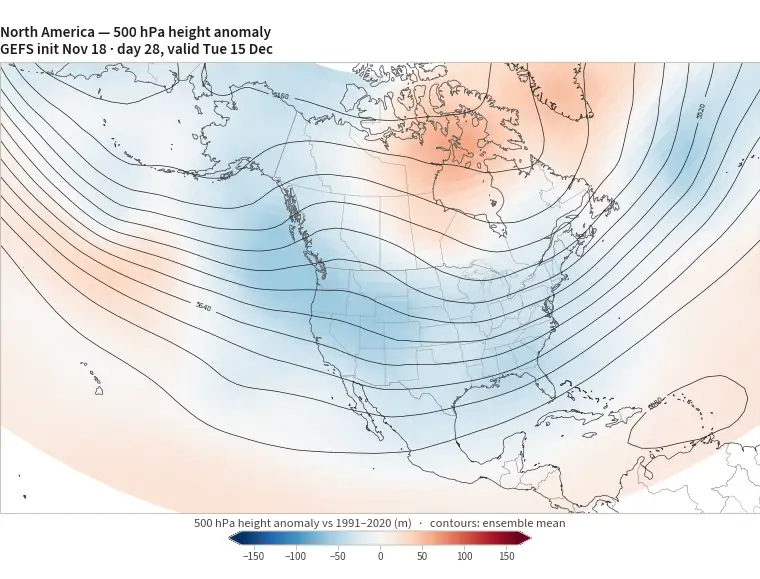 North America — 500 hPa height anomaly
GEFS init Nov 18 · day 28, valid Tue 15 Dec
5160
5520
5640
500 hPa height anomaly vs 1991–2020 (m) · contours: ensemble mean
−150 −100 −50 0 50 100 150